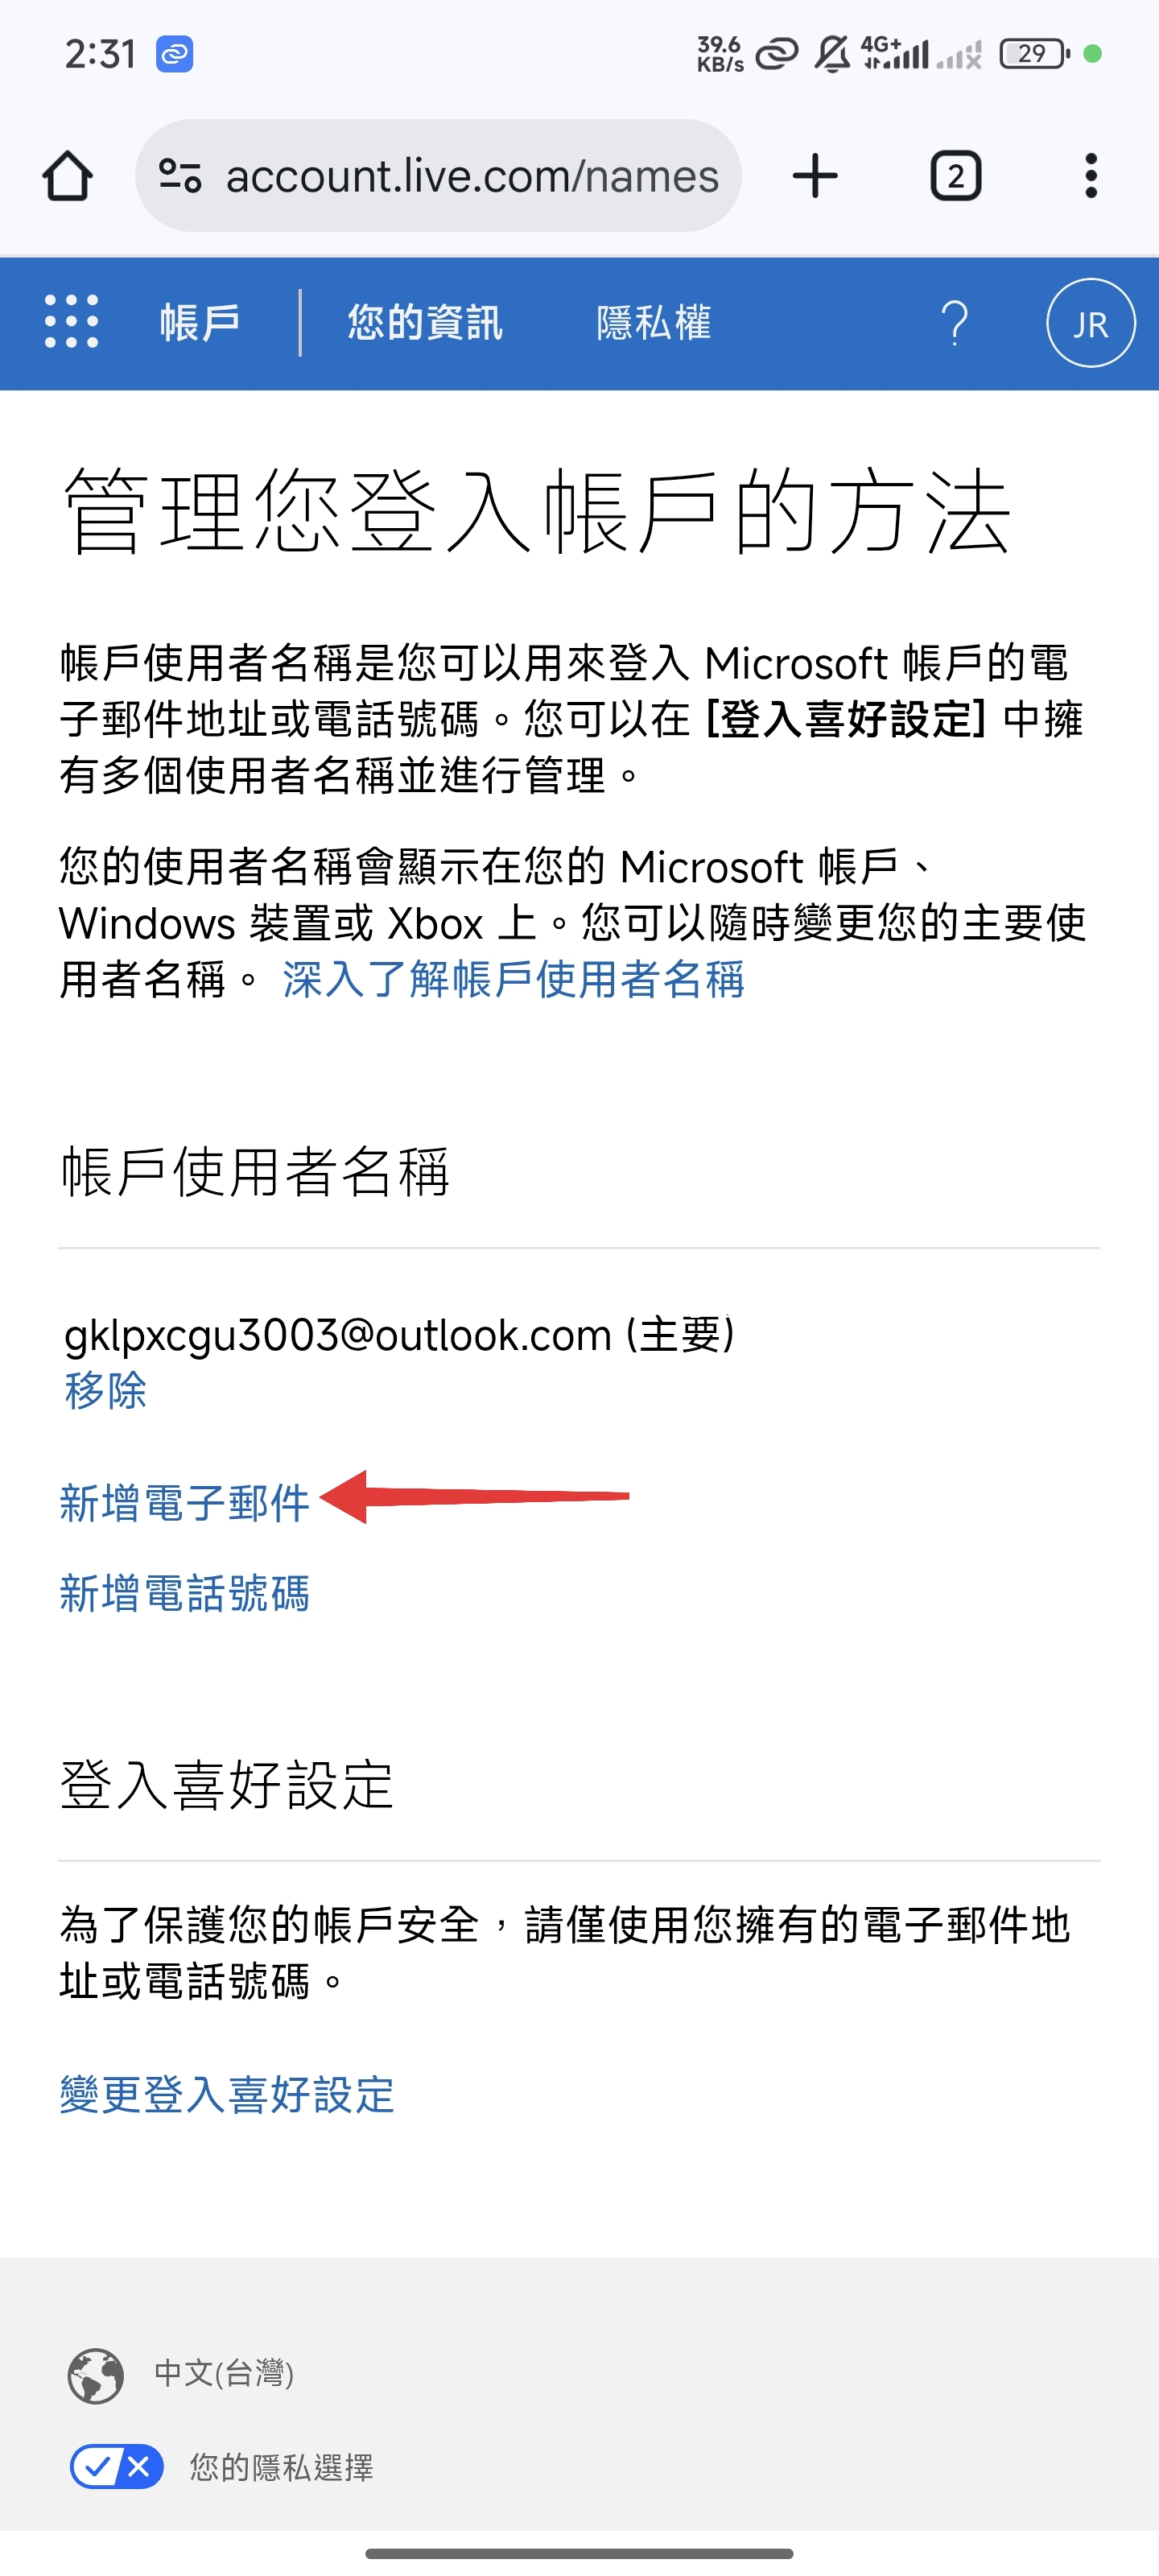 2:31
39.6
KB/s
4G+
29
account.live.com/names
2
帳戶
您的資訊
隱私權
?
JR
管理您登入帳戶的方法
帳戶使用者名稱是您可以用來登入 Microsoft 帳戶的電
子郵件地址或電話號碼。您可以在 [登入喜好設定] 中擁
有多個使用者名稱並進行管理。
您的使用者名稱會顯示在您的 Microsoft 帳戶、
Windows 裝置或 Xbox 上。您可以隨時變更您的主要使
用者名稱。 深入了解帳戶使用者名稱
帳戶使用者名稱
gklpxcgu3003@outlook.com (主要)
移除
新增電子郵件
新增電話號碼
登入喜好設定
為了保護您的帳戶安全，請僅使用您擁有的電子郵件地
址或電話號碼。
變更登入喜好設定
中文(台灣)
您的隱私選擇